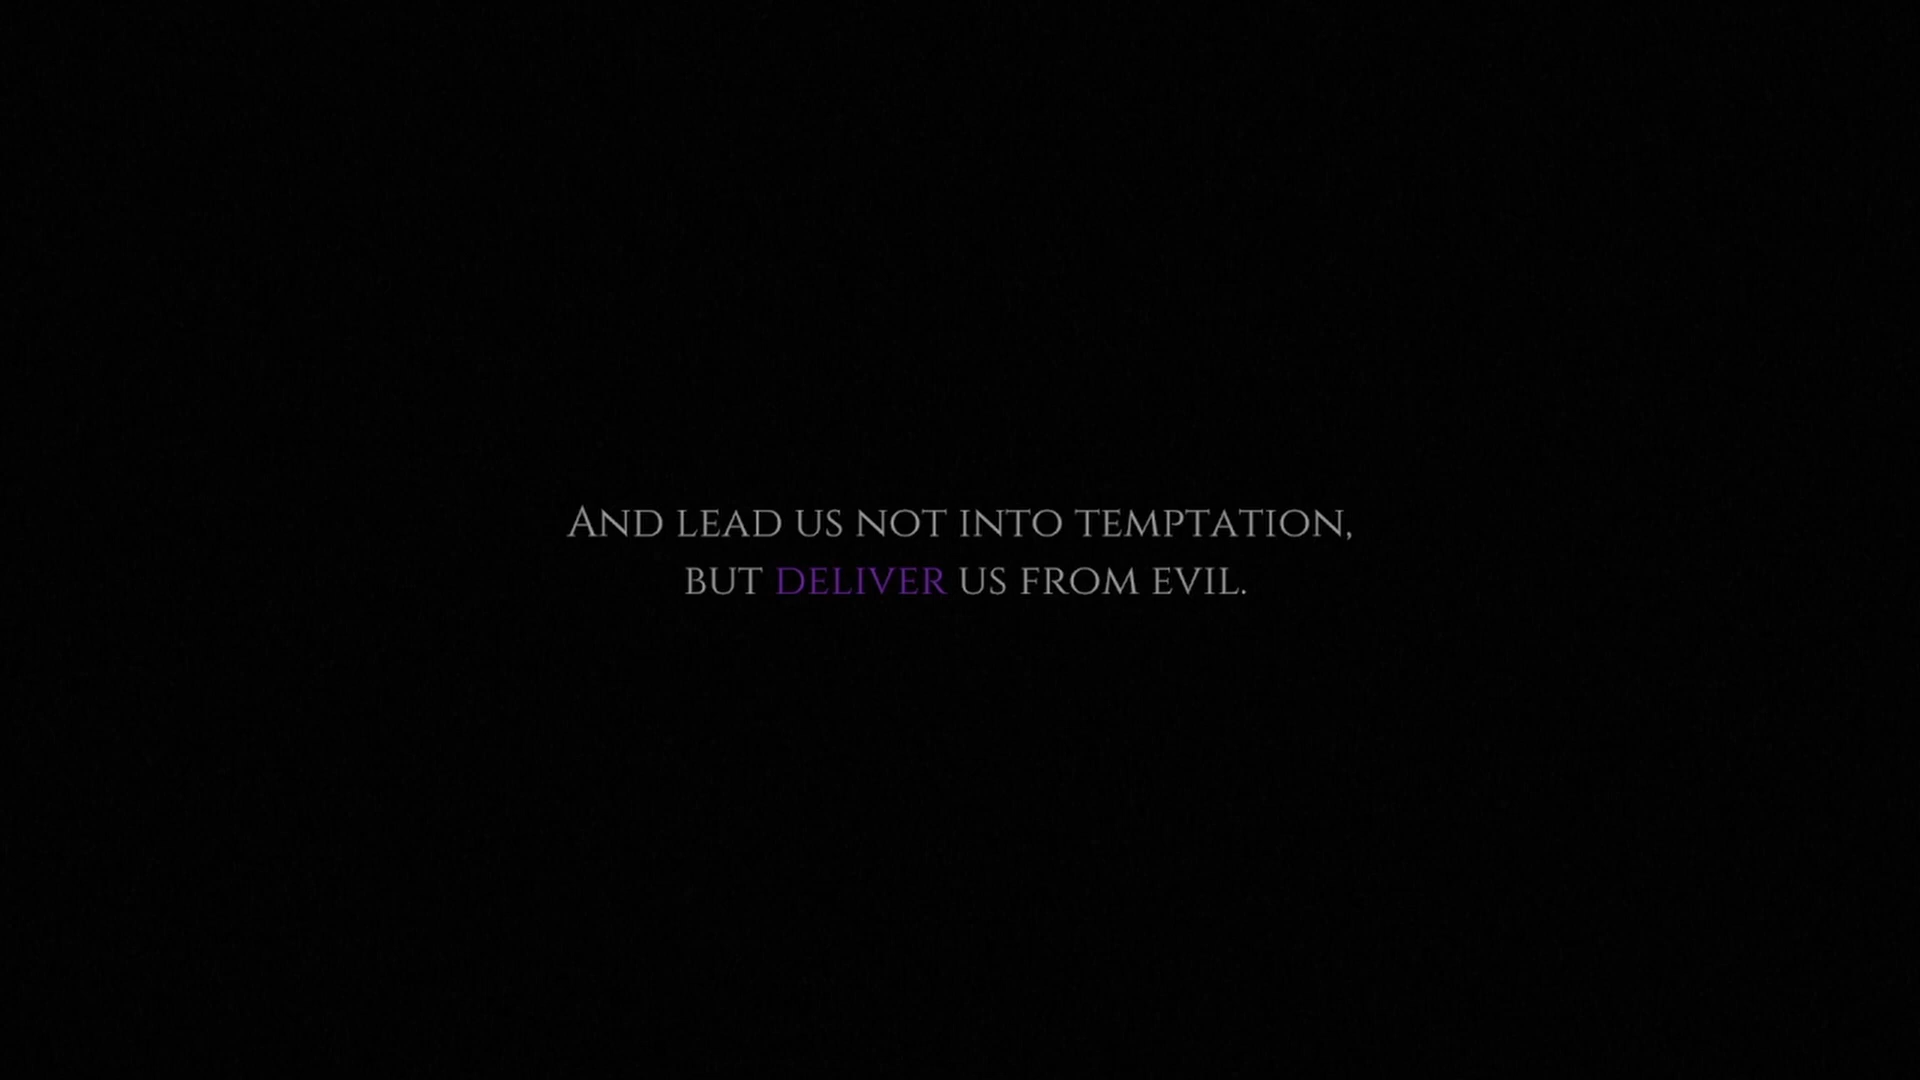 And lead us not into temptation,
but deliver us from evil.